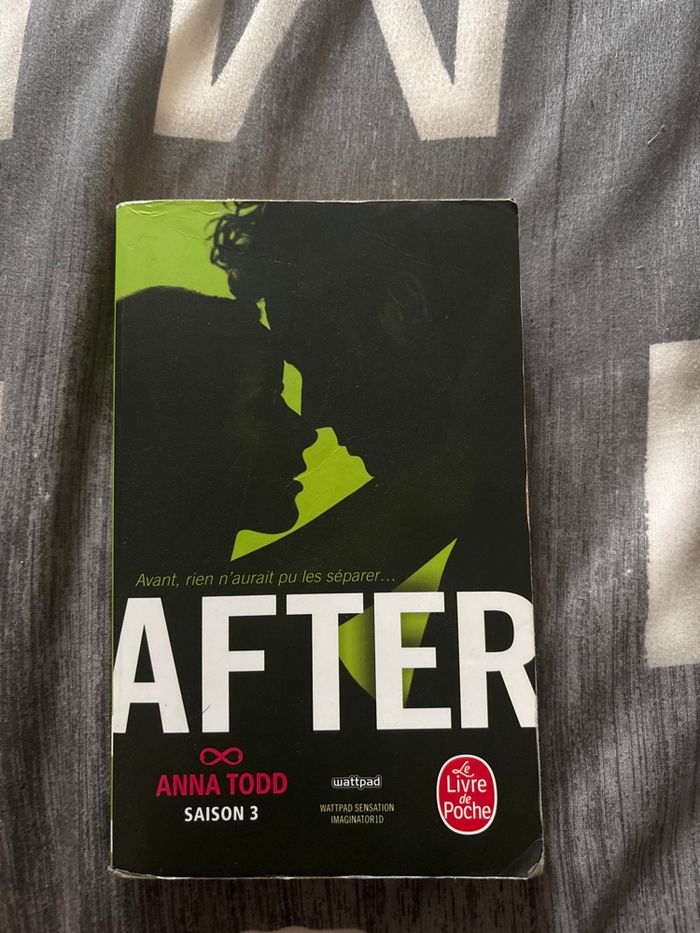 Avant, rien n'aurait pu les séparer...
AFTER
ANNA TODD
SAISON 3
wattpad
WATTPAD SENSATION
IMAGINATOR1D
Le
Livre
de
Poche